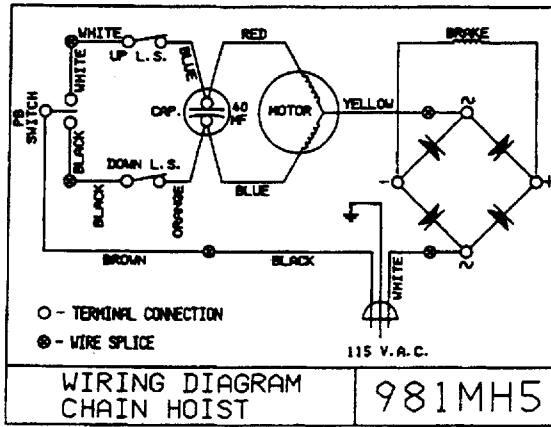 WHITE
UP L.S.
WHITE
BLUE
RED
BRAKE
PB SWITCH
CAP.
40 MF
MOTOR
YELLOW
BLACK
DOWN L.S.
BLACK
ORANGE
BLUE
- +
BROWN
BLACK
WHITE
O - TERMINAL CONNECTION
⊗ - WIRE SPLICE
115 V.A.C.
WIRING DIAGRAM
CHAIN HOIST
981MH5